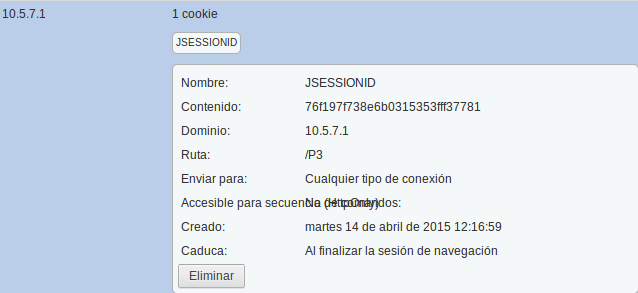 10.5.7.1 1 cookie
JSESSIONID
Nombre: JSESSIONID
Contenido: 76f197f738e6b0315353fff37781
Dominio: 10.5.7.1
Ruta: /P3
Enviar para: Cualquier tipo de conexión
Accesible para secuencia de comandos: No (HttpOnly)
Creado: martes 14 de abril de 2015 12:16:59
Caduca: Al finalizar la sesión de navegación
Eliminar